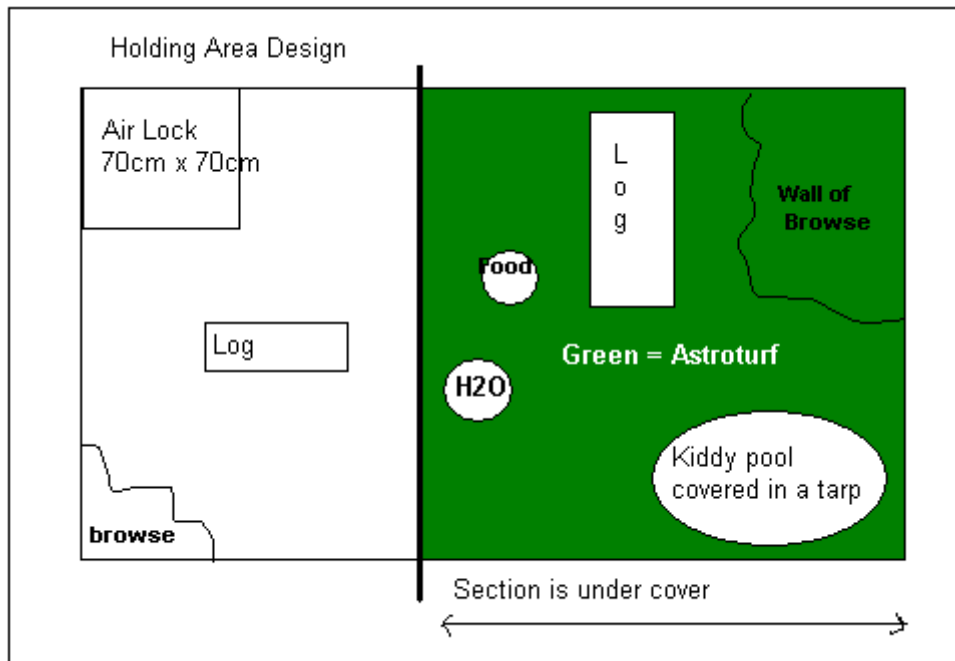 Holding Area Design
Air Lock
70cm x 70cm
L
o
g
Wall of
Browse
Food
Log
Green = Astroturf
H2O
Kiddy pool
covered in a tarp
browse
Section is under cover